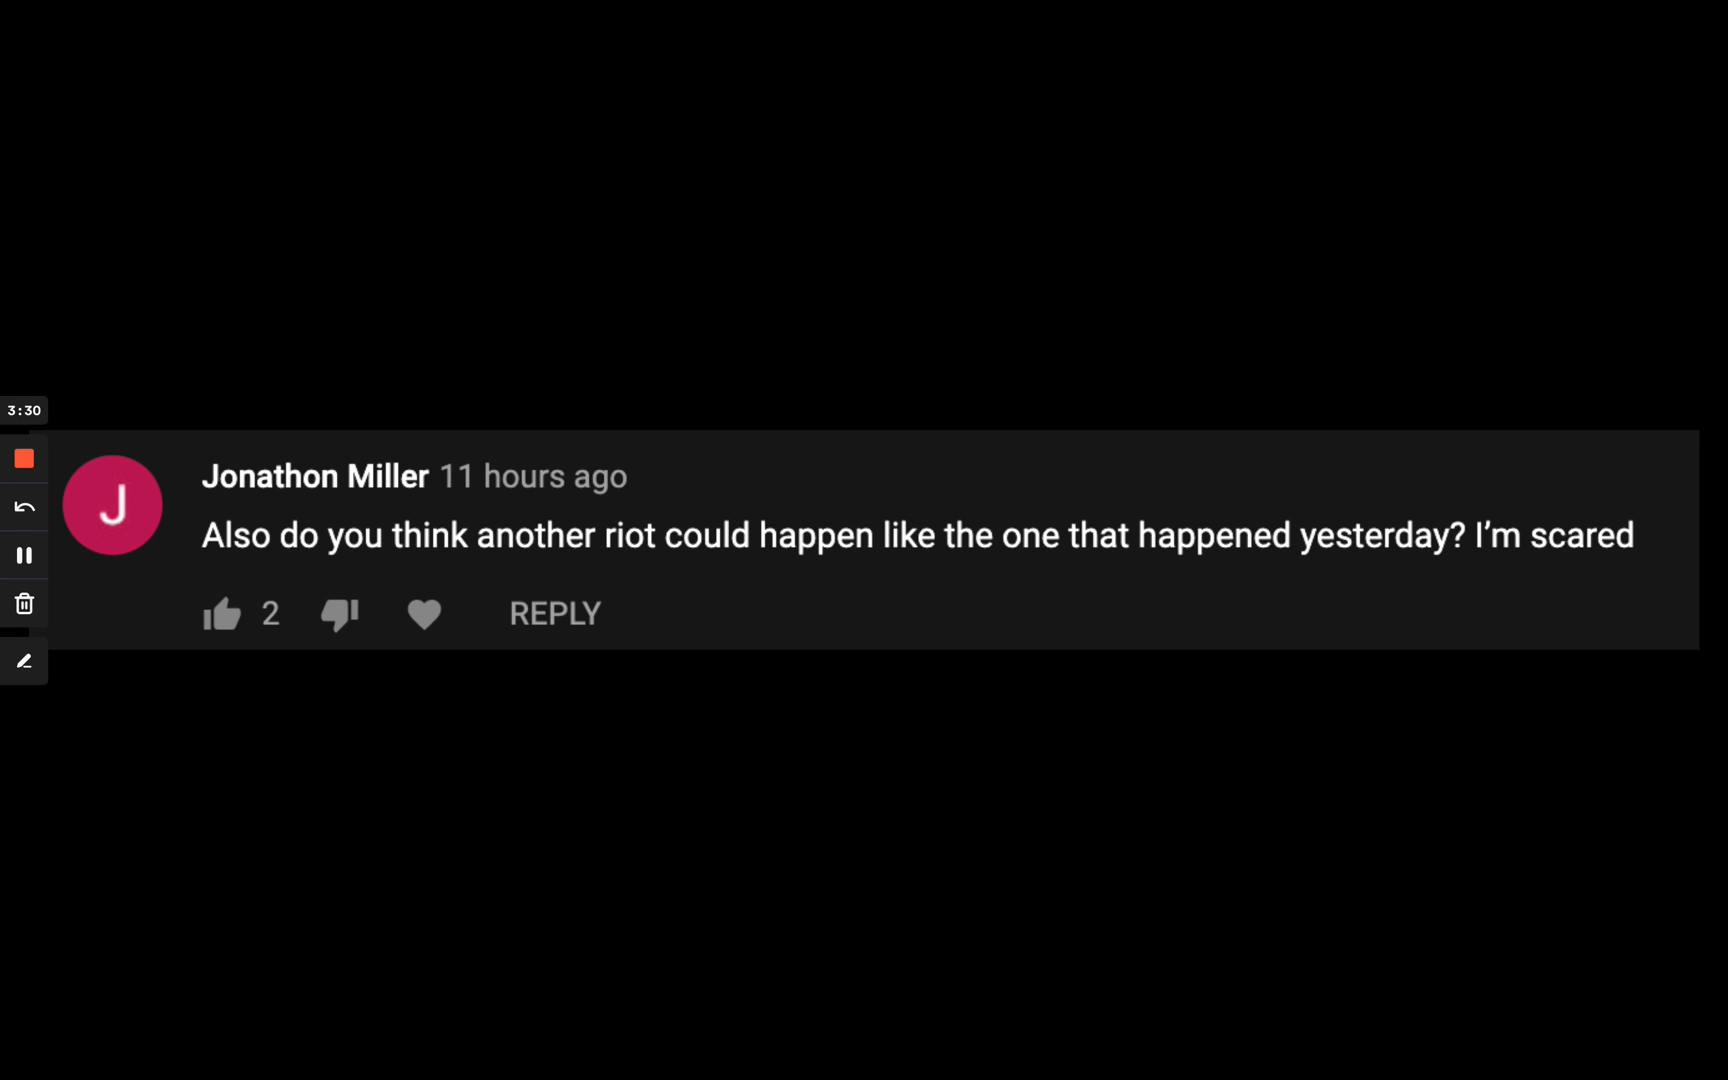 3:30
J
Jonathon Miller 11 hours ago
Also do you think another riot could happen like the one that happened yesterday? I’m scared
2 REPLY